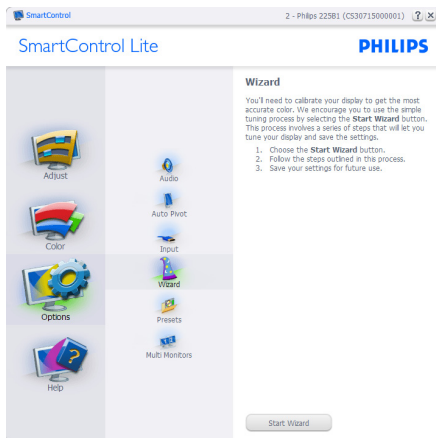 SmartControl
2 - Philips 225B1 (CS30715000001)
? X
SmartControl Lite
PHILIPS
Adjust
Color
Options
Help
Audio
Auto Pivot
Input
Wizard
Presets
Multi Monitors
Wizard
You'll need to calibrate your display to get the most
accurate color. We encourage you to use the simple
tuning process by selecting the Start Wizard button.
This process involves a series of steps that will let you
tune your display and save the settings.
1. Choose the Start Wizard button.
2. Follow the steps outlined in this process.
3. Save your settings for future use.
Start Wizard